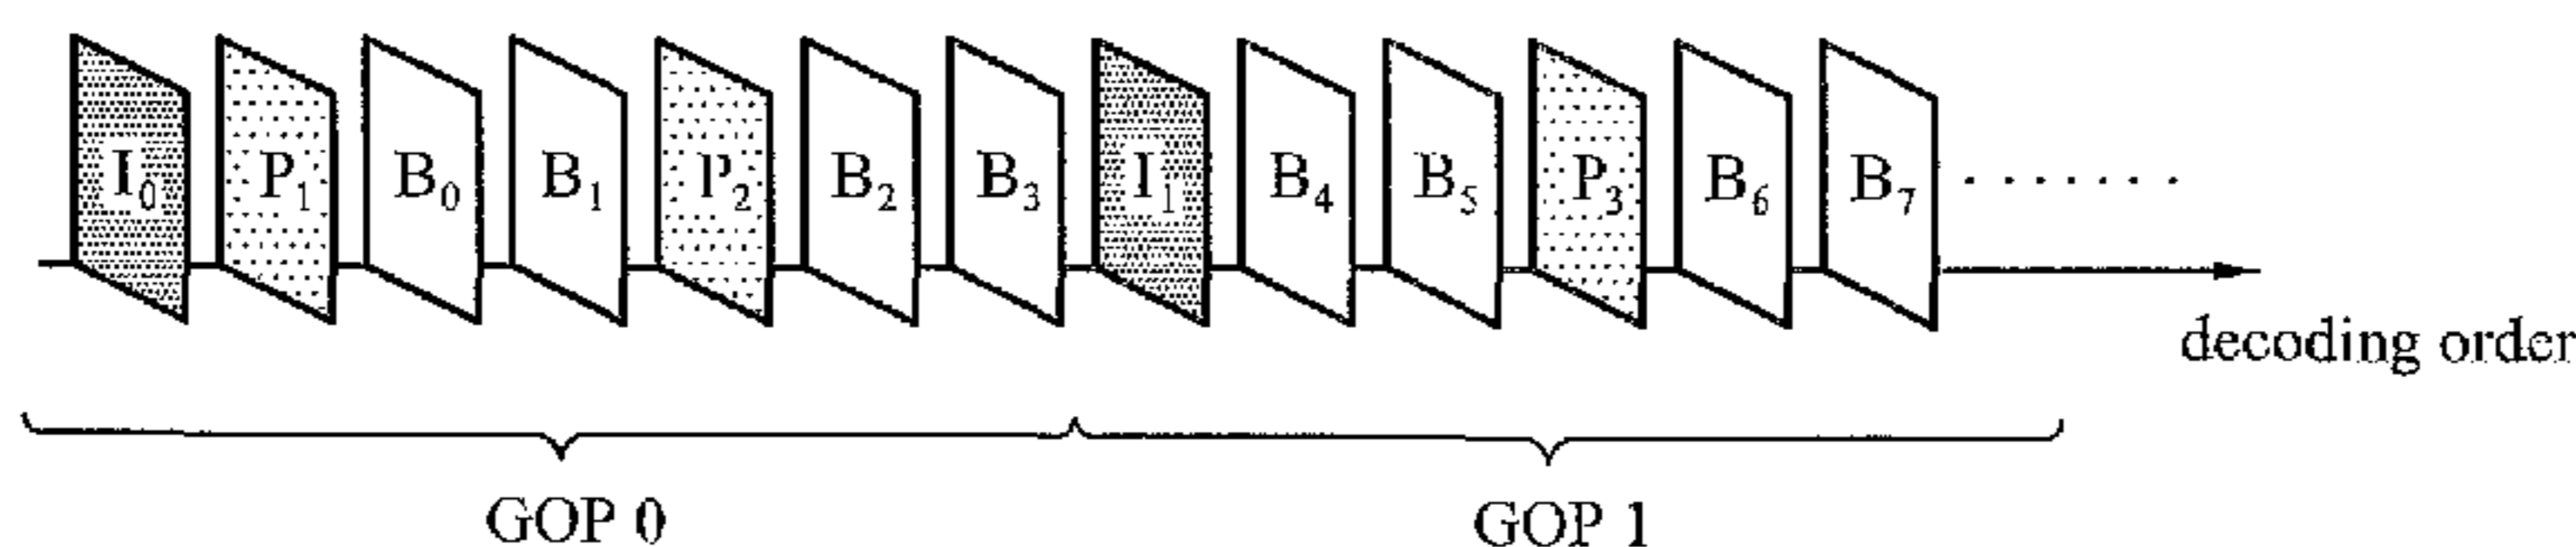 I₀ P₁ B₀ B₁ P₂ B₂ B₃ I₁ B₄ B₅ P₃ B₆ B₇ .......
decoding order
GOP 0 GOP 1